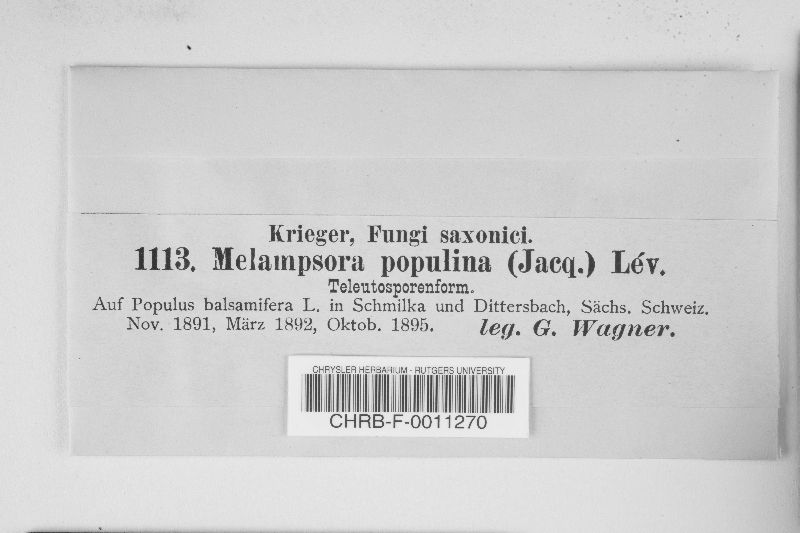 Krieger, Fungi saxonici.
1113. Melampsora populina (Jacq.) Lév.
Teleutosporenform.
Auf Populus balsamifera L. in Schmilka und Dittersbach, Sächs. Schweiz.
Nov. 1891, März 1892, Oktob. 1895. leg. G. Wagner.
CHRYSLER HERBARIUM - RUTGERS UNIVERSITY
CHRB-F-0011270